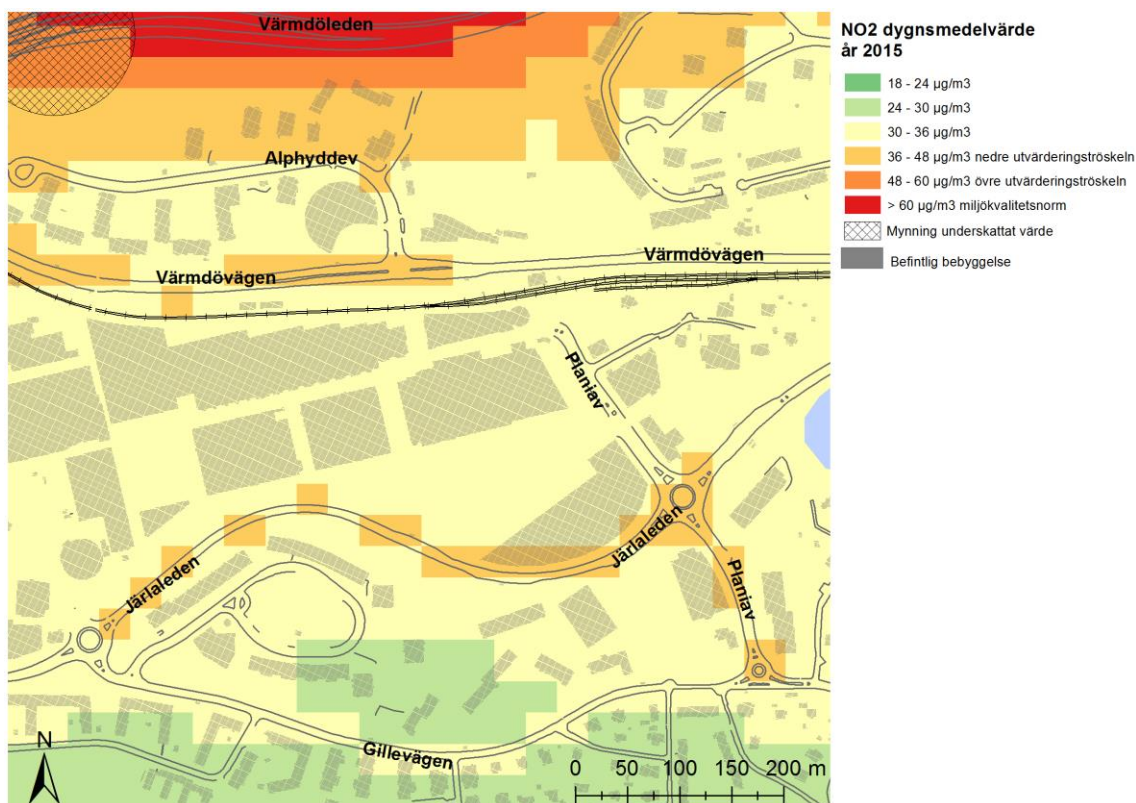 Värmdöleden
Alphyddev
Värmdövägen
Värmdövägen
Planiav
Järlaleden
Järlaleden
Planiav
Gillevägen
N
0 50 100 150 200 m
NO2 dygnsmedelvärde
år 2015
18 - 24 µg/m3
24 - 30 µg/m3
30 - 36 µg/m3
36 - 48 µg/m3 nedre utvärderingströskeln
48 - 60 µg/m3 övre utvärderingströskeln
> 60 µg/m3 miljökvalitetsnorm
Mynning underskattat värde
Befintlig bebyggelse